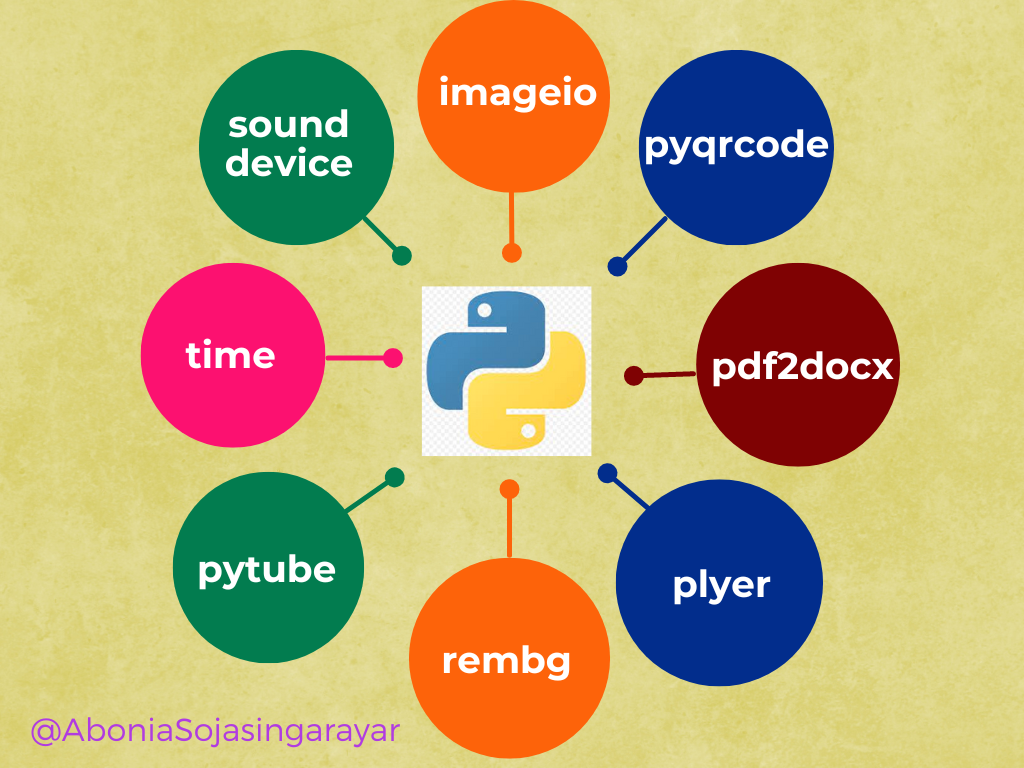 imageio
sound
device
pyqrcode
time
pdf2docx
pytube
plyer
rembg
@AboniaSojasingarayar